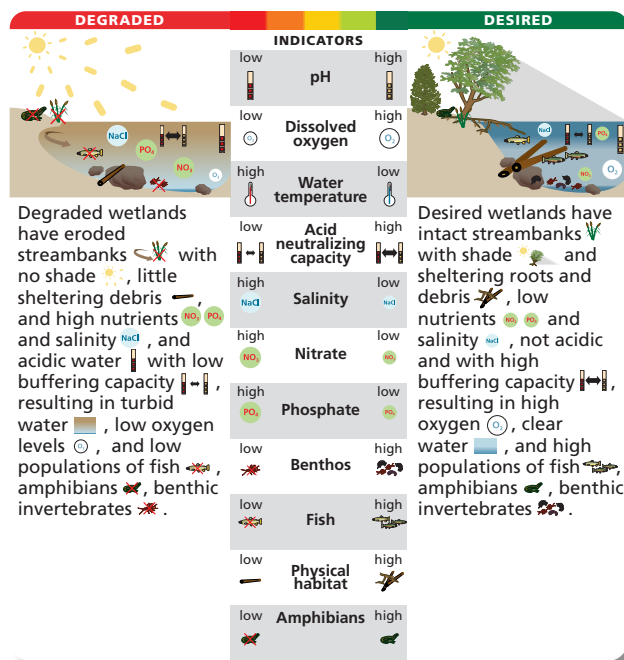 DEGRADED
DESIRED
INDICATORS
low
pH
high
low
Dissolved
oxygen
high
O₂
O₂
high
Water
temperature
low
low
Acid
neutralizing
capacity
high
high
Salinity
low
NaCl
NaCl
high
Nitrate
low
NO₃
NO₃
high
Phosphate
low
PO₄
PO₄
low
Benthos
high
low
Fish
high
low
Physical
habitat
high
low
Amphibians
high
NaCl
PO₄
NO₃
O₂
Degraded wetlands
have eroded
streambanks with
no shade , little
sheltering debris ,
and high nutrients NO₃ PO₄
and salinity NaCl , and
acidic water with low
buffering capacity ,
resulting in turbid
water , low oxygen
levels O₂ , and low
populations of fish ,
amphibians , benthic
invertebrates .
NaCl
PO₄
NO₃
O₂
Desired wetlands have
intact streambanks
with shade and
sheltering roots and
debris , low
nutrients NO₃ PO₄ and
salinity NaCl , not acidic
and with high
buffering capacity ,
resulting in high
oxygen O₂ , clear
water , and high
populations of fish ,
amphibians , benthic
invertebrates .